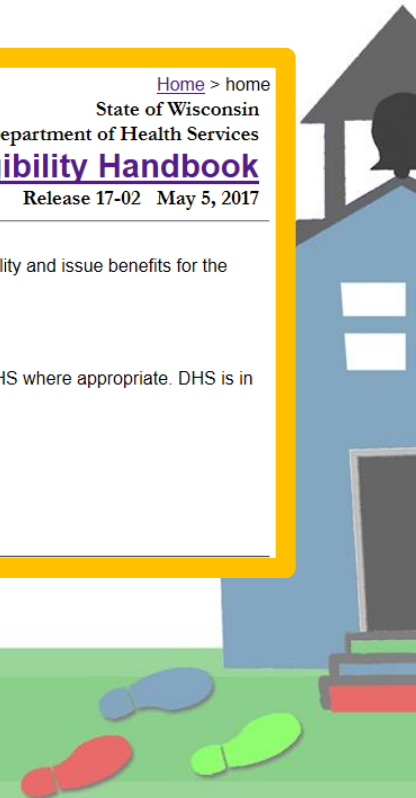 Home > home
State of Wisconsin
epartment of Health Services
ibility Handbook
Release 17-02 May 5, 2017
lity and issue benefits for the
HS where appropriate. DHS is in